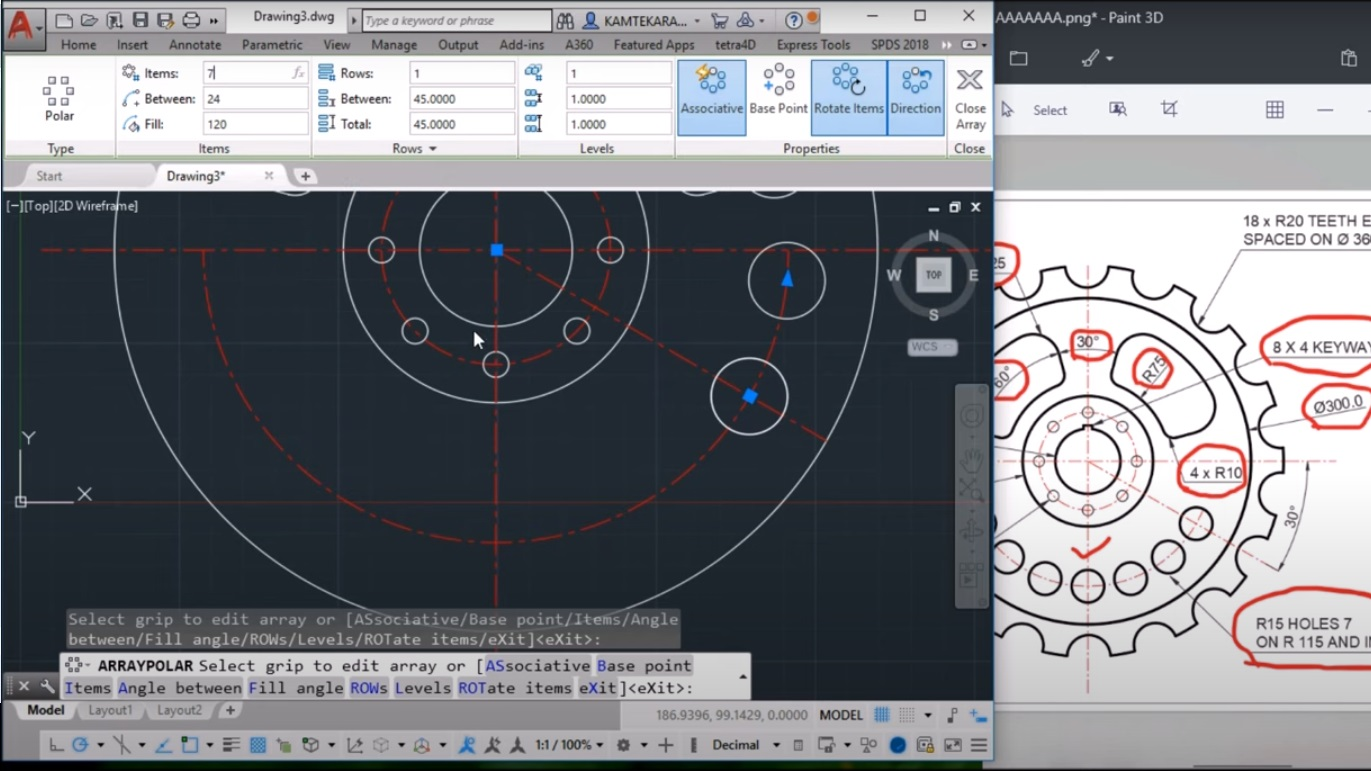 Drawing3.dwg
Type a keyword or phrase
KAMTEKARA...
Home Insert Annotate Parametric View Manage Output Add-ins A360 Featured Apps tetra4D Express Tools SPDS 2018
Polar
Type
Items: 7
Between: 24
Fill: 120
Items
Rows: 1
Between: 45.0000
Total: 45.0000
Rows
1
1.0000
1.0000
Levels
Associative Base Point Rotate Items Direction
Properties
Close
Array
Close
Start Drawing3*
[−][Top][2D Wireframe]
N
W TOP E
S
WCS
Y
X
Select grip to edit array or [ASsociative/Base point/Items/Angle
between/Fill angle/ROWs/Levels/ROTate items/eXit]<eXit>:
ARRAYPOLAR Select grip to edit array or [ASsociative Base point
Items Angle between Fill angle ROWs Levels ROTate items eXit]<eXit>:
Model Layout1 Layout2
186.9396, 99.1429, 0.0000 MODEL
1:1 / 100% Decimal
AAAAAAA.png* - Paint 3D
Select
18 x R20 TEETH E
SPACED ON Ø 36
25
30°
8 X 4 KEYWAY
60°
R75
Ø300.0
4 x R10
30°
R15 HOLES 7
ON R 115 AND I